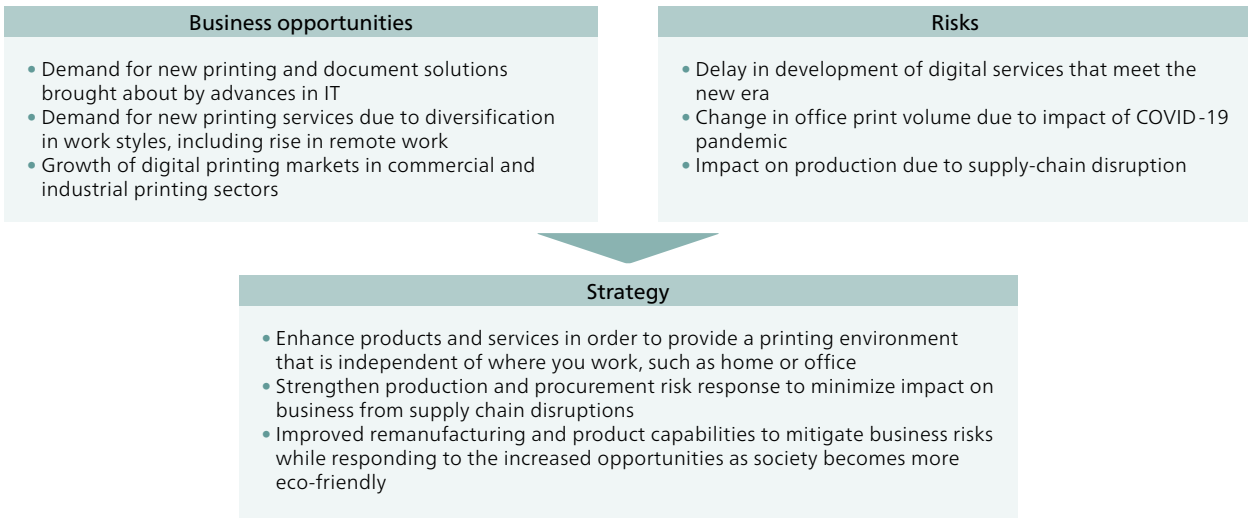 Business opportunities
• Demand for new printing and document solutions
brought about by advances in IT
• Demand for new printing services due to diversification
in work styles, including rise in remote work
• Growth of digital printing markets in commercial and
industrial printing sectors
Risks
• Delay in development of digital services that meet the
new era
• Change in office print volume due to impact of COVID-19
pandemic
• Impact on production due to supply-chain disruption
Strategy
• Enhance products and services in order to provide a printing environment
that is independent of where you work, such as home or office
• Strengthen production and procurement risk response to minimize impact on
business from supply chain disruptions
• Improved remanufacturing and product capabilities to mitigate business risks
while responding to the increased opportunities as society becomes more
eco-friendly